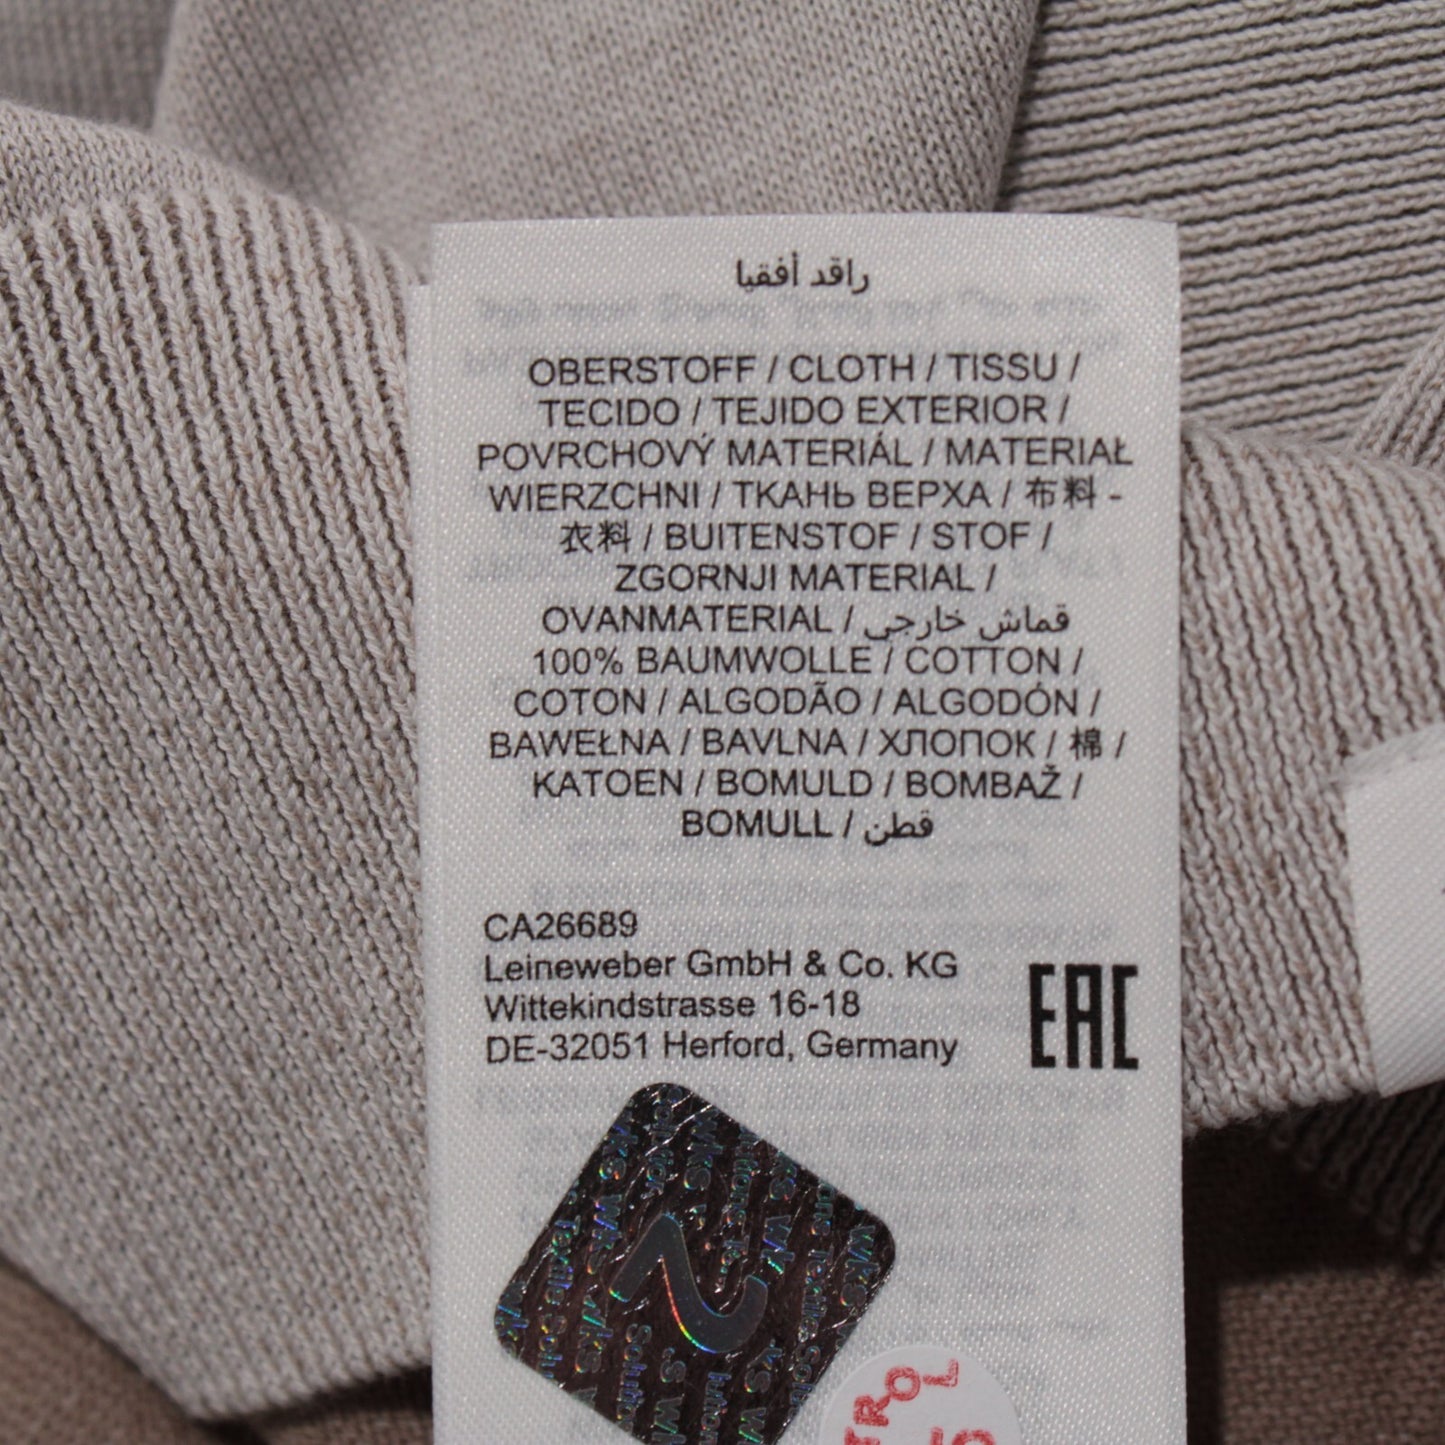 راقد أفقيا
OBERSTOFF / CLOTH / TISSU /
TECIDO / TEJIDO EXTERIOR /
POVRCHOVÝ MATERIÁL / MATERIAŁ
WIERZCHNI / ТКАНЬ ВЕРХА / 布料 -
衣料 / BUITENSTOF / STOF /
ZGORNJI MATERIAL /
OVANMATERIAL / قماش خارجي
100% BAUMWOLLE / COTTON /
COTON / ALGODÃO / ALGODÓN /
BAWEŁNA / BAVLNA / ХЛОПОК / 棉 /
KATOEN / BOMULD / BOMBAŽ /
BOMULL / قطن
CA26689
Leineweber GmbH & Co. KG
Wittekindstrasse 16-18
DE-32051 Herford, Germany
EAC